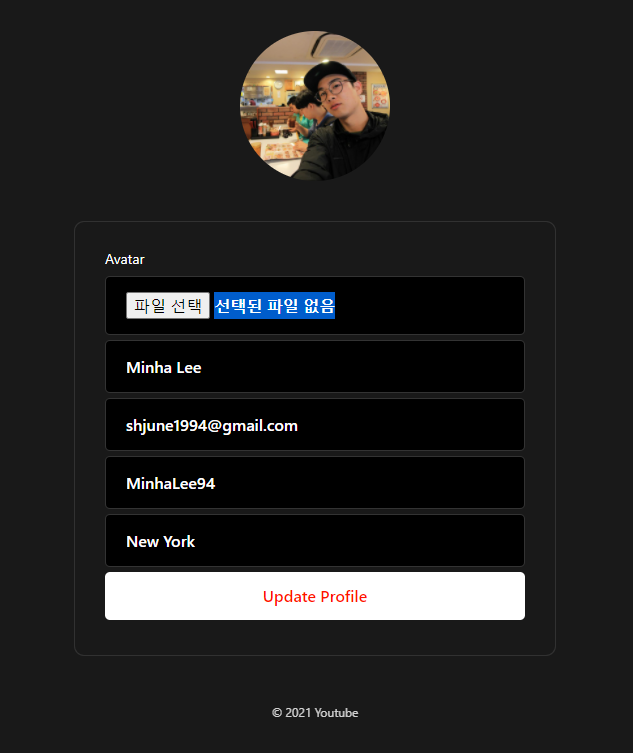 Avatar
파일 선택 선택된 파일 없음
Minha Lee
shjune1994@gmail.com
MinhaLee94
New York
Update Profile
© 2021 Youtube